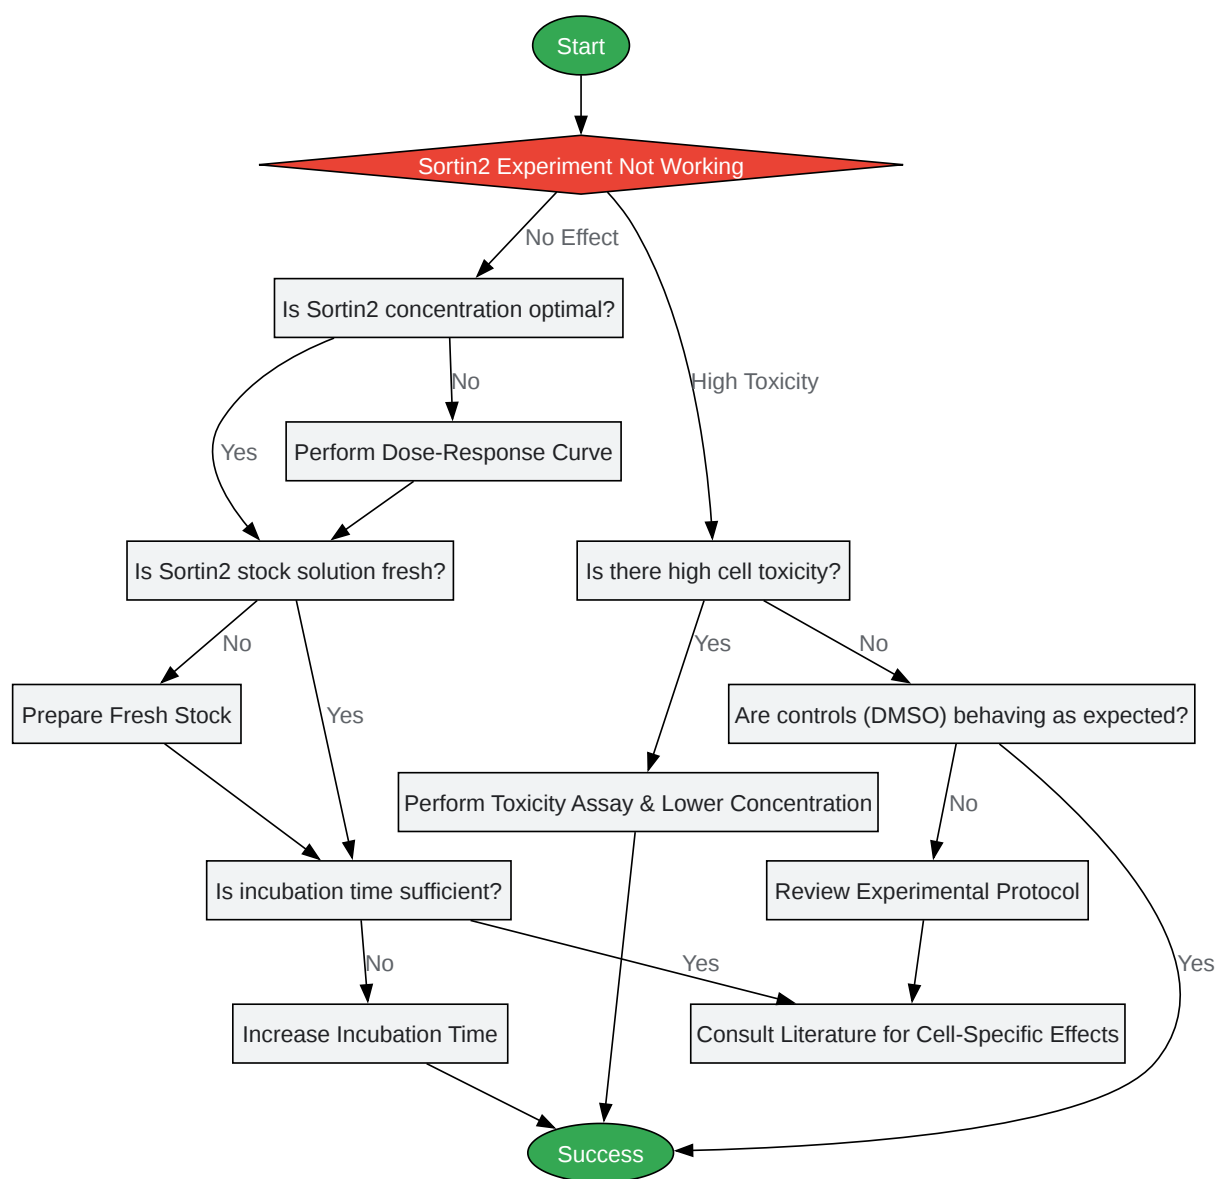 Start
Sortin2 Experiment Not Working
No Effect
Is Sortin2 concentration optimal?
No
High Toxicity
Yes
Perform Dose-Response Curve
Is Sortin2 stock solution fresh?
Is there high cell toxicity?
No
Yes
No
Prepare Fresh Stock
Yes
Are controls (DMSO) behaving as expected?
Perform Toxicity Assay & Lower Concentration
No
Is incubation time sufficient?
Review Experimental Protocol
No
Yes
Yes
Increase Incubation Time
Consult Literature for Cell-Specific Effects
Success